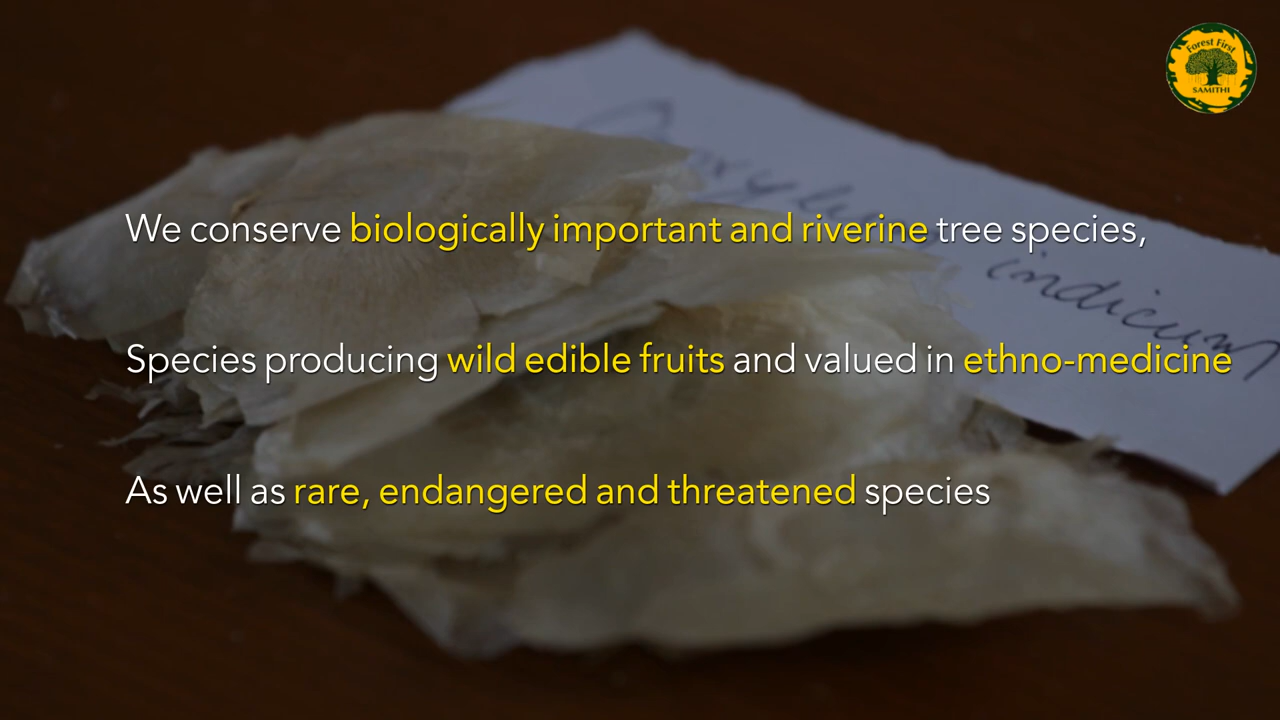 Forest First
SAMITHI
We conserve biologically important and riverine tree species,
indicum
Species producing wild edible fruits and valued in ethno-medicine
As well as rare, endangered and threatened species